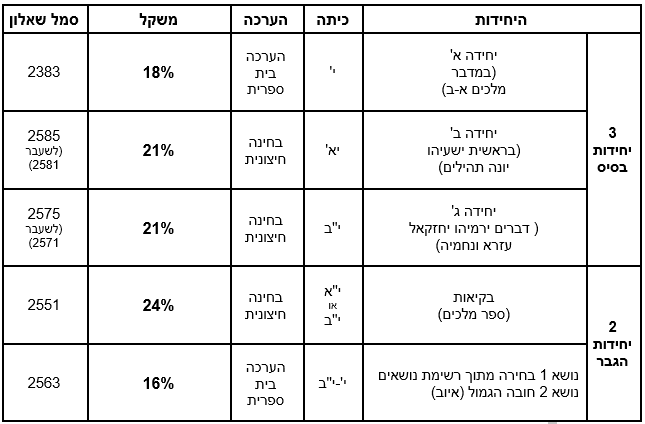 היחידות כיתה הערכה משקל סמל שאלון
3
יחידות
בסיס
יחידה א'
(במדבר
מלכים א-ב)
י'
הערכה
בית
ספרית
18%
2383
יחידה ב'
(בראשית ישעיהו
יונה תהילים)
יא'
בחינה
חיצונית
21%
2585
(לשעבר
2581)
יחידה ג'
( דברים ירמיהו יחזקאל
עזרא ונחמיה)
י"ב
בחינה
חיצונית
21%
2575
(לשעבר
2571)
2
יחידות
הגבר
בקיאות
(ספר מלכים)
י"א
או
י"ב
בחינה
חיצונית
24%
2551
נושא 1 בחירה מתוך רשימת נושאים
נושא 2 חובה הגמול (איוב)
י'-י"ב
הערכה
בית
ספרית
16%
2563